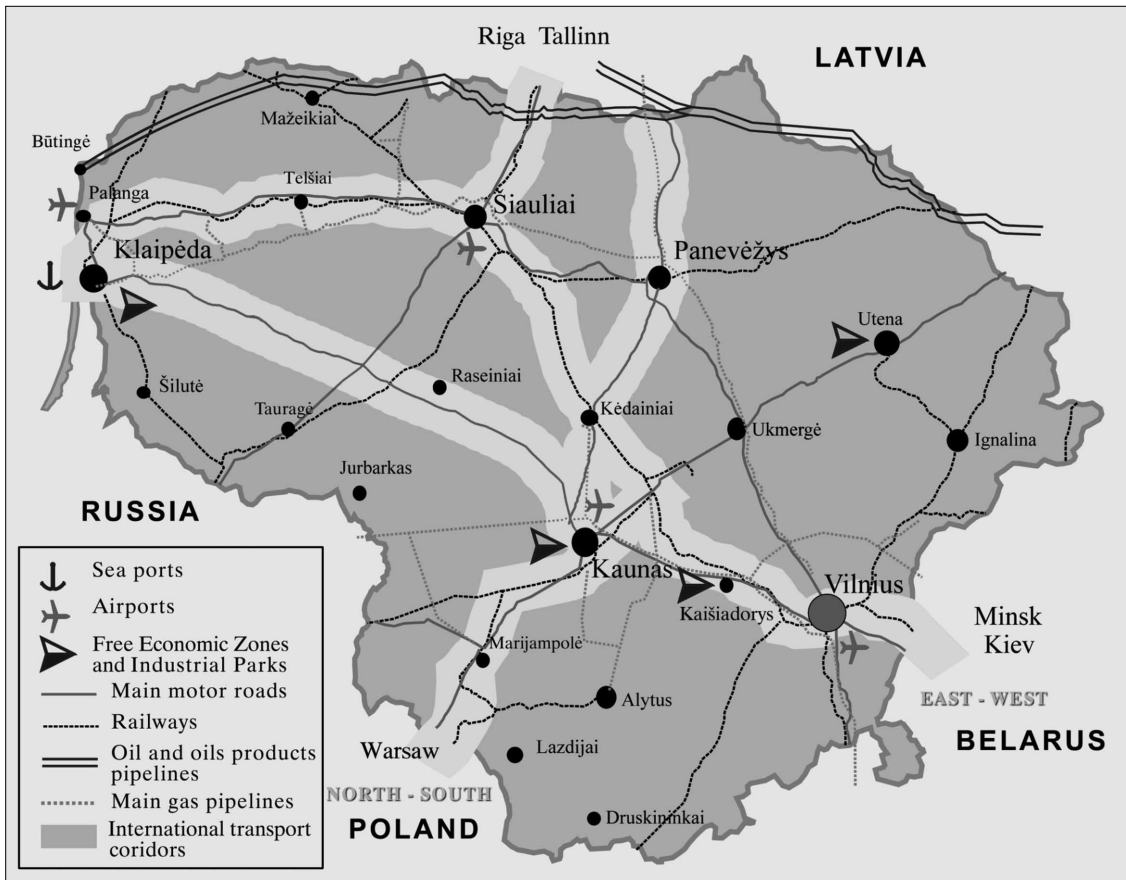 Riga Tallinn
LATVIA
Mažeikiai
Būtingė
Telšiai
Palanga
Šiauliai
Klaipėda
Panevėžys
Utena
Raseiniai
Šilutė
Tauragė
Kėdainiai
Ukmergė
Ignalina
Jurbarkas
RUSSIA
Kaunas
Kaišiadorys
Vilnius
Minsk
Kiev
Marijampolė
EAST - WEST
Alytus
BELARUS
Warsaw
Lazdijai
NORTH - SOUTH
POLAND
Druskininkai
Sea ports
Airports
Free Economic Zones
and Industrial Parks
Main motor roads
Railways
Oil and oils products
pipelines
Main gas pipelines
International transport
coridors